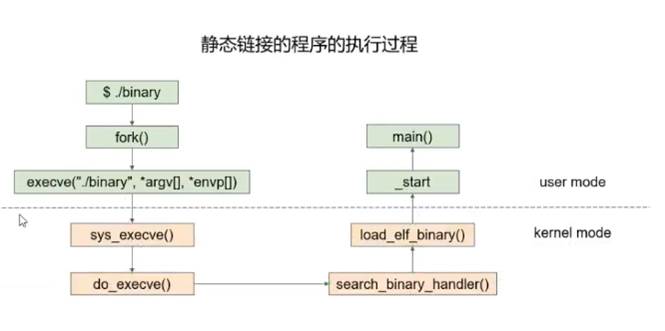 静态链接的程序的执行过程
$ ./binary
fork()
execve("./binary", *argv[], *envp[])
sys_execve()
do_execve()
main()
_start
load_elf_binary()
search_binary_handler()
user mode
kernel mode